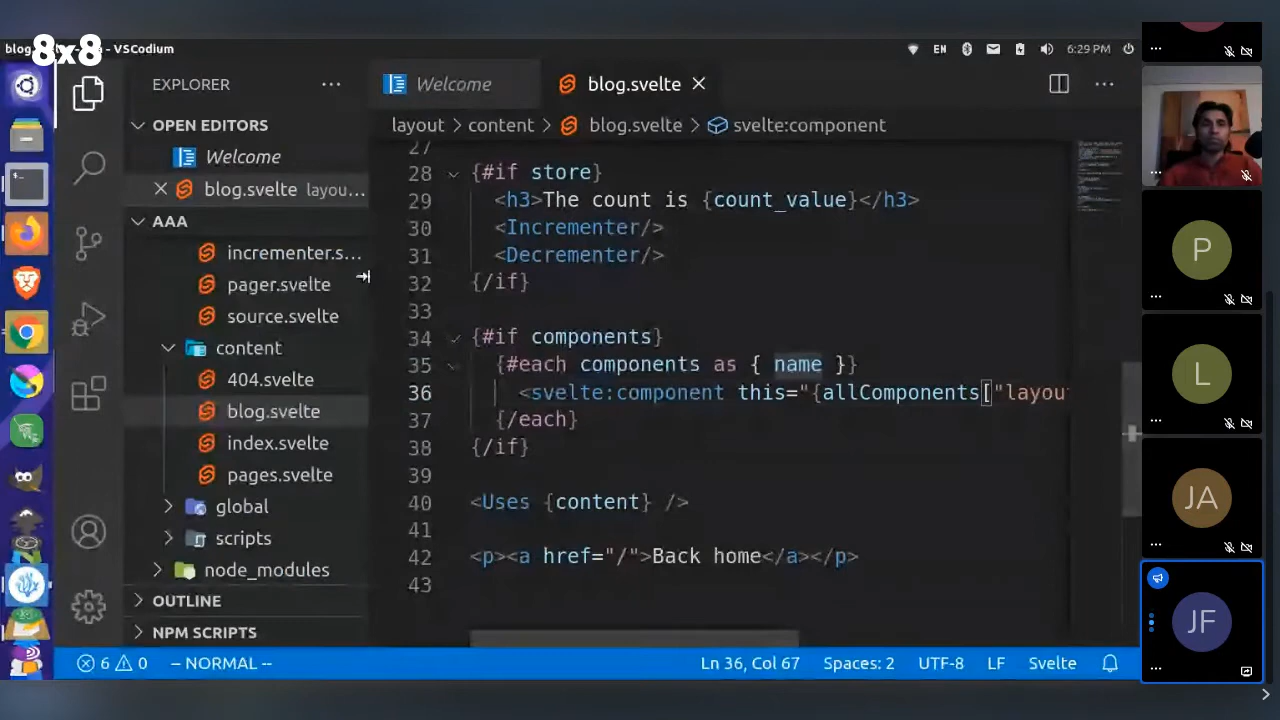 8x8
blog. - VSCodium
EN
6:29 PM
EXPLORER
Welcome
blog.svelte
OPEN EDITORS
layout > content > blog.svelte > svelte:component
Welcome
blog.svelte layou...
AAA
incrementer.s...
pager.svelte
source.svelte
content
404.svelte
blog.svelte
index.svelte
pages.svelte
global
scripts
node_modules
OUTLINE
NPM SCRIPTS
27
28 {#if store}
29 <h3>The count is {count_value}</h3>
30 <Incrementer/>
31 <Decrementer/>
32 {/if}
33
34 {#if components}
35 {#each components as { name }}
36 <svelte:component this="{allComponents["layou
37 {/each}
38 {/if}
39
40 <Uses {content} />
41
42 <p><a href="/">Back home</a></p>
43
6 0 -- NORMAL --
Ln 36, Col 67 Spaces: 2 UTF-8 LF Svelte
P
L
JA
JF